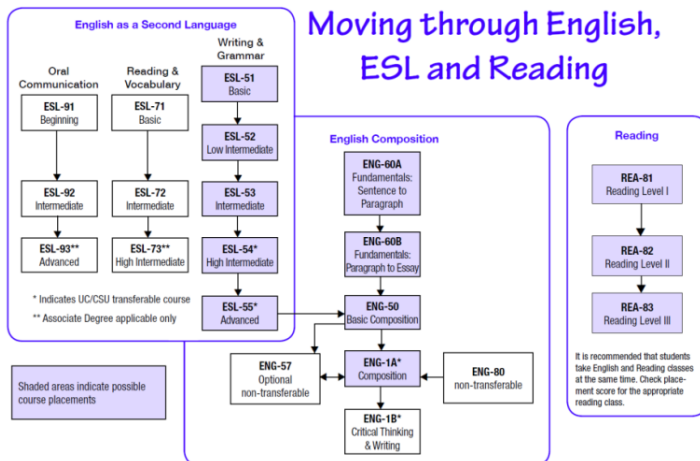 Moving through English,
ESL and Reading
English as a Second Language
Oral
Communication
ESL-91
Beginning
ESL-92
Intermediate
ESL-93**
Advanced
Reading &
Vocabulary
ESL-71
Basic
ESL-72
Intermediate
ESL-73**
High Intermediate
Writing &
Grammar
ESL-51
Basic
ESL-52
Low Intermediate
ESL-53
Intermediate
ESL-54*
High Intermediate
ESL-55*
Advanced
* Indicates UC/CSU transferable course
** Associate Degree applicable only
Shaded areas indicate possible
course placements
English Composition
ENG-60A
Fundamentals:
Sentence to
Paragraph
ENG-60B
Fundamentals:
Paragraph to Essay
ENG-50
Basic Composition
ENG-57
Optional
non-transferable
ENG-1A*
Composition
ENG-80
non-transferable
ENG-1B*
Critical Thinking
& Writing
Reading
REA-81
Reading Level I
REA-82
Reading Level II
REA-83
Reading Level III
It is recommended that students
take English and Reading classes
at the same time. Check place-
ment score for the appropriate
reading class.